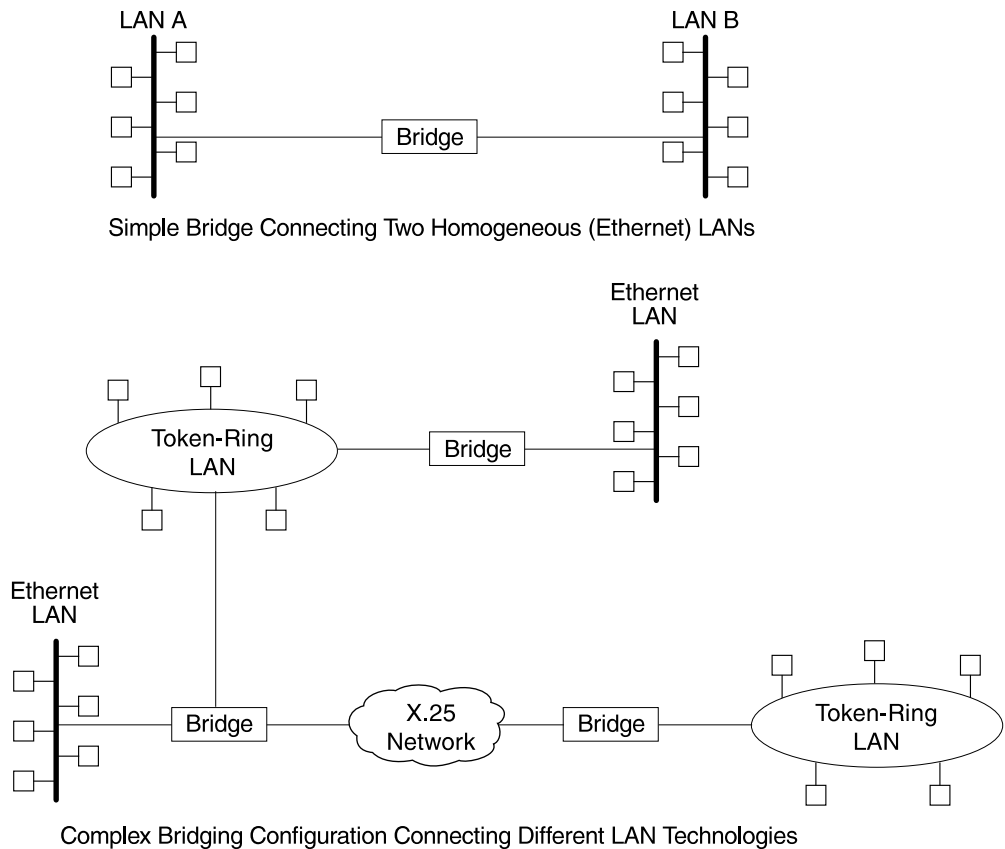 LAN A
LAN B
Bridge
Simple Bridge Connecting Two Homogeneous (Ethernet) LANs
Ethernet
LAN
Token-Ring
LAN
Bridge
Ethernet
LAN
Bridge
X.25
Network
Bridge
Token-Ring
LAN
Complex Bridging Configuration Connecting Different LAN Technologies